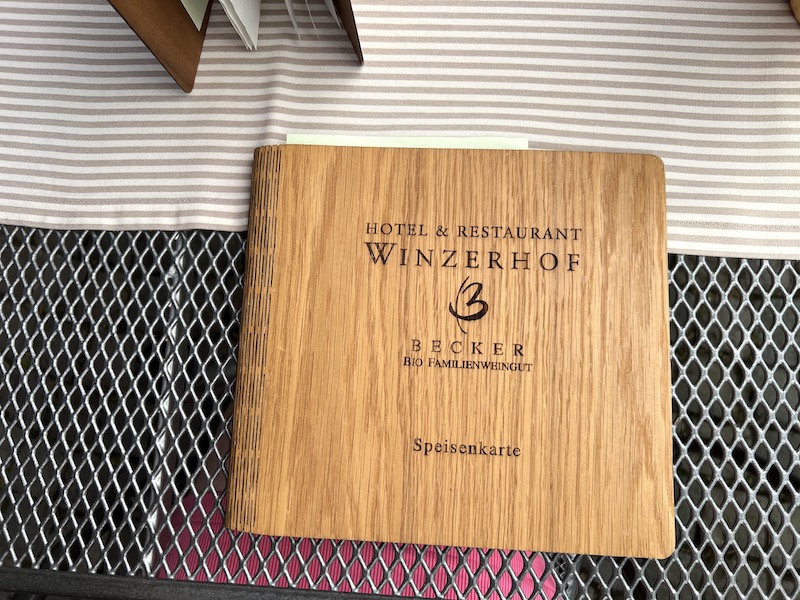 HOTEL & RESTAURANT
WINZERHOF
B
BECKER
BIO FAMILIENWEINGUT
Speisenkarte